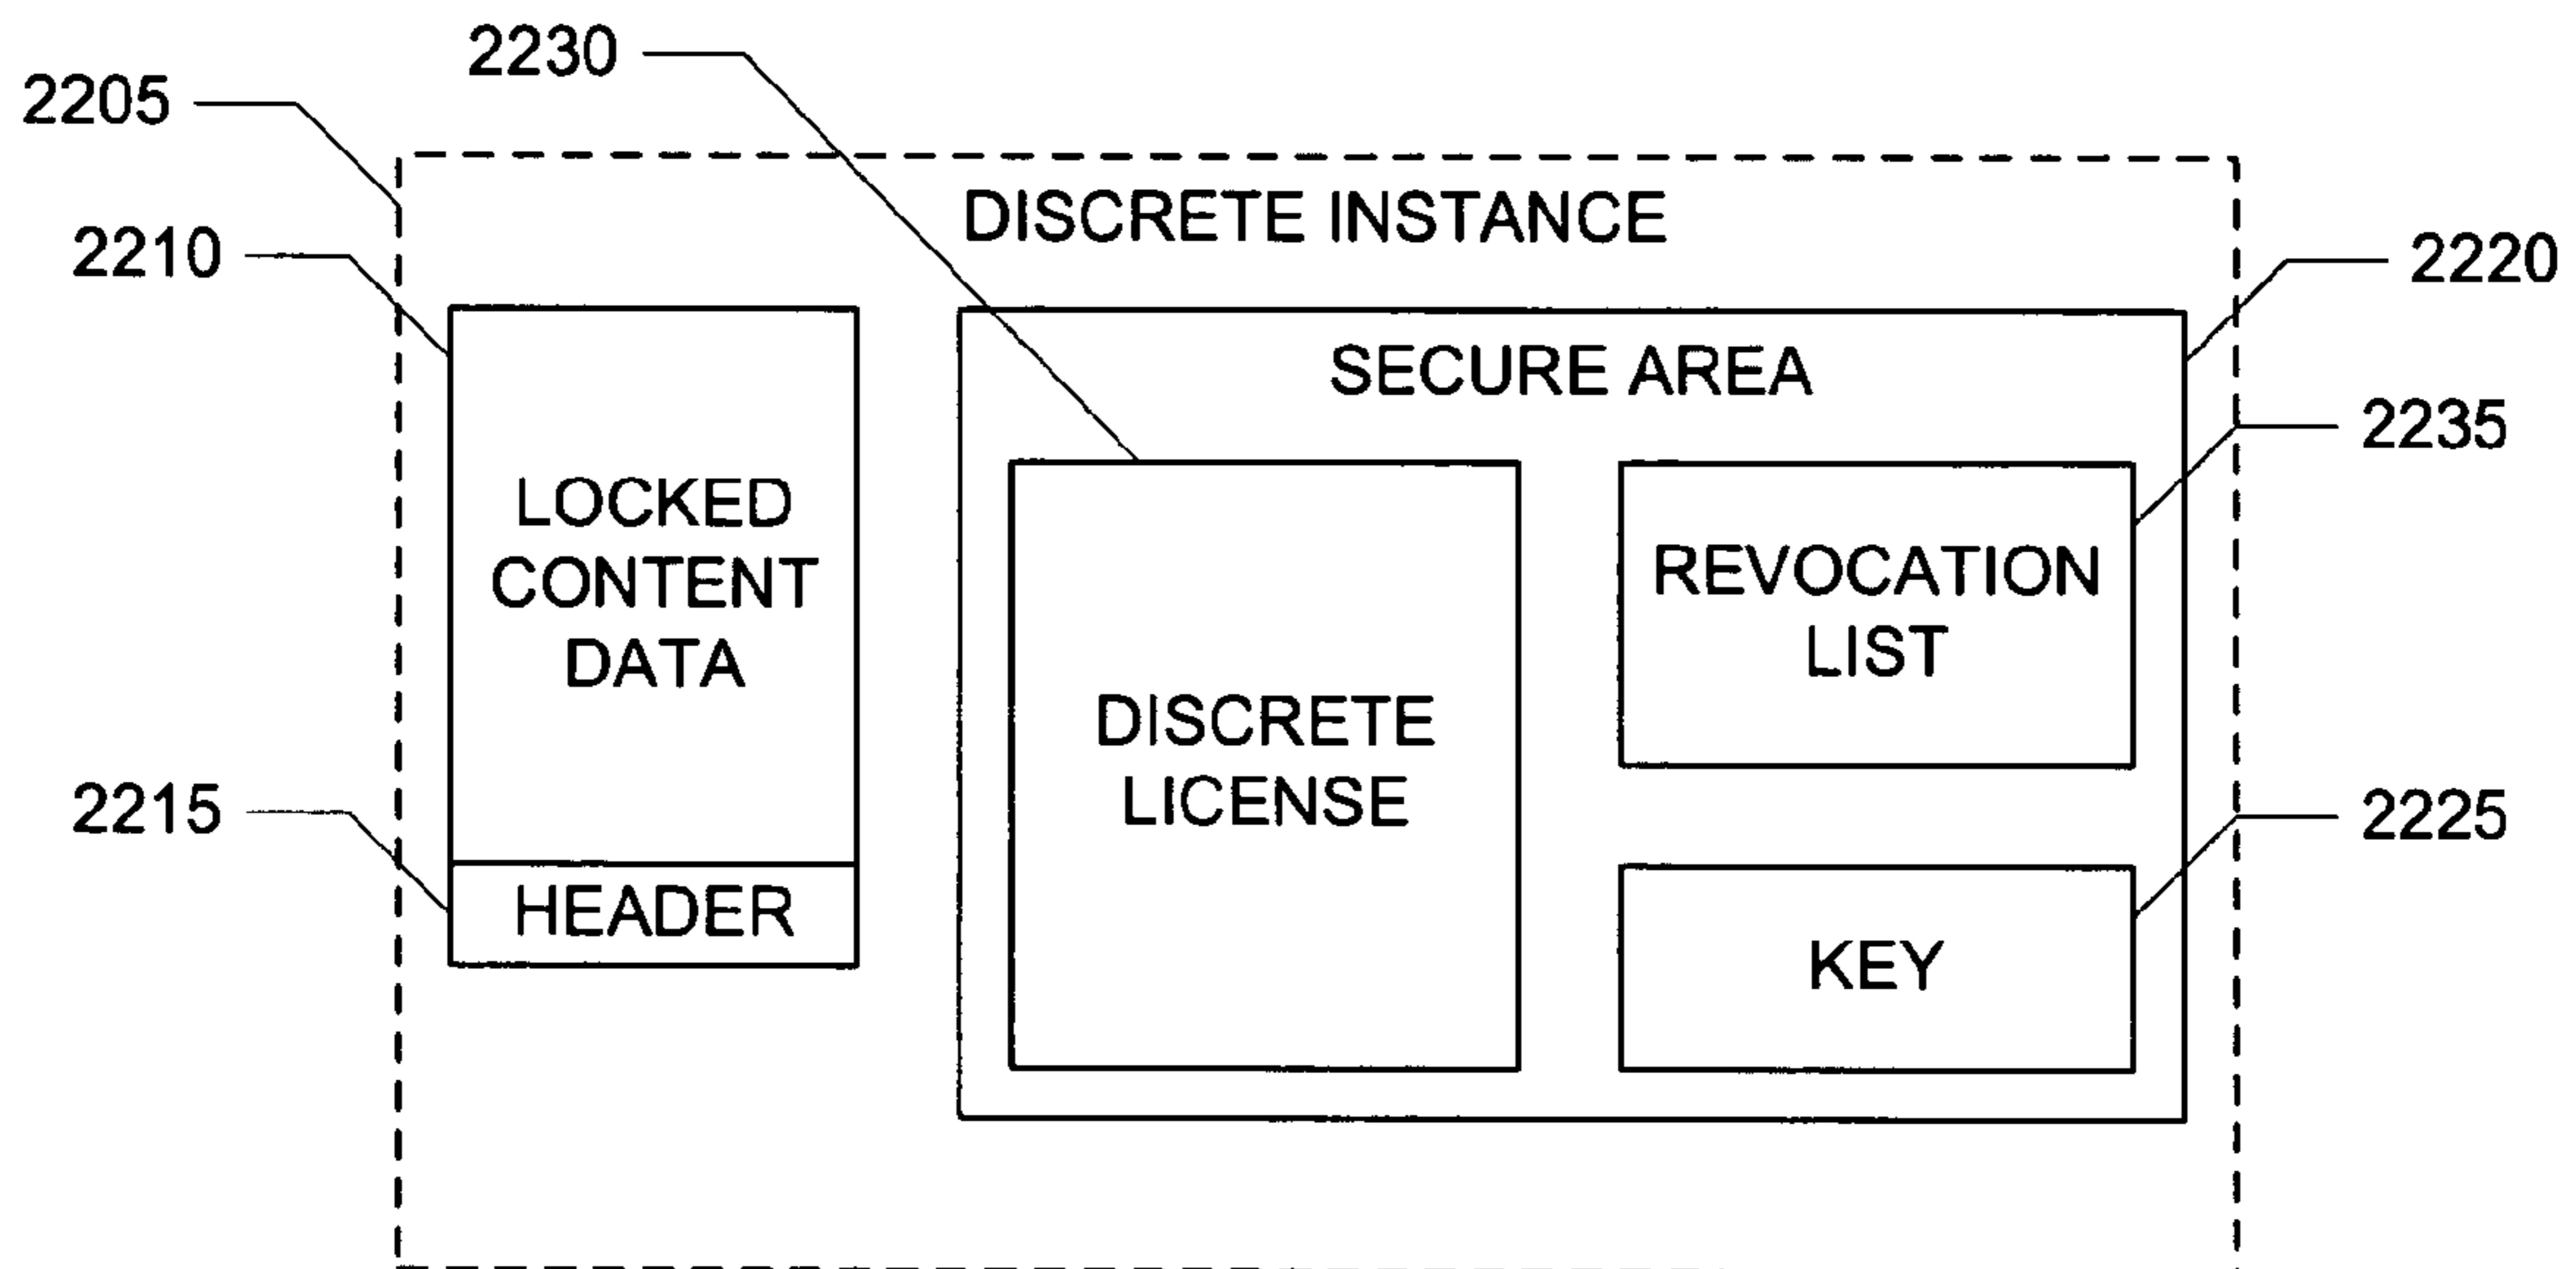 2230
2205
DISCRETE INSTANCE
2210
2220
SECURE AREA
2235
LOCKED
CONTENT
DATA
REVOCATION
LIST
DISCRETE
LICENSE
2215
2225
HEADER
KEY